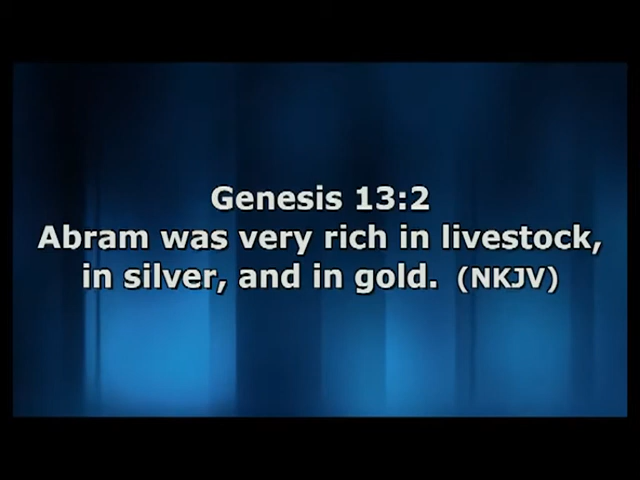 Genesis 13:2
Abram was very rich in livestock,
in silver, and in gold. (NKJV)